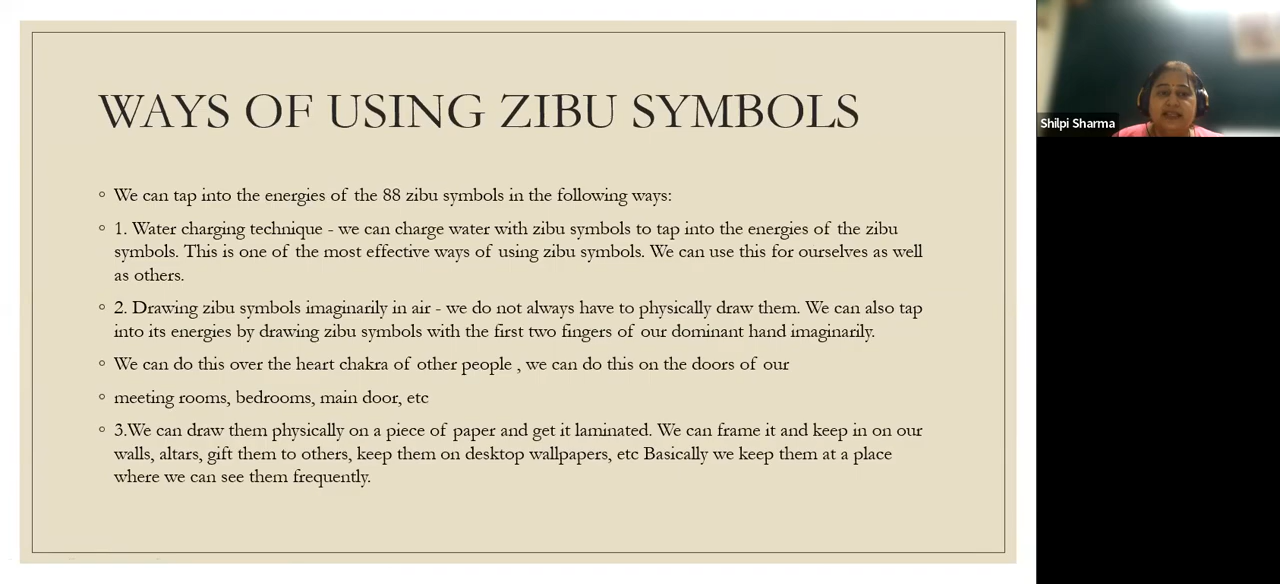 WAYS OF USING ZIBU SYMBOLS
Shilpi Sharma
◦ We can tap into the energies of the 88 zibu symbols in the following ways:
◦ 1. Water charging technique - we can charge water with zibu symbols to tap into the energies of the zibu
symbols. This is one of the most effective ways of using zibu symbols. We can use this for ourselves as well
as others.
◦ 2. Drawing zibu symbols imaginarily in air - we do not always have to physically draw them. We can also tap
into its energies by drawing zibu symbols with the first two fingers of our dominant hand imaginarily.
◦ We can do this over the heart chakra of other people , we can do this on the doors of our
◦ meeting rooms, bedrooms, main door, etc
◦ 3.We can draw them physically on a piece of paper and get it laminated. We can frame it and keep in on our
walls, altars, gift them to others, keep them on desktop wallpapers, etc Basically we keep them at a place
where we can see them frequently.